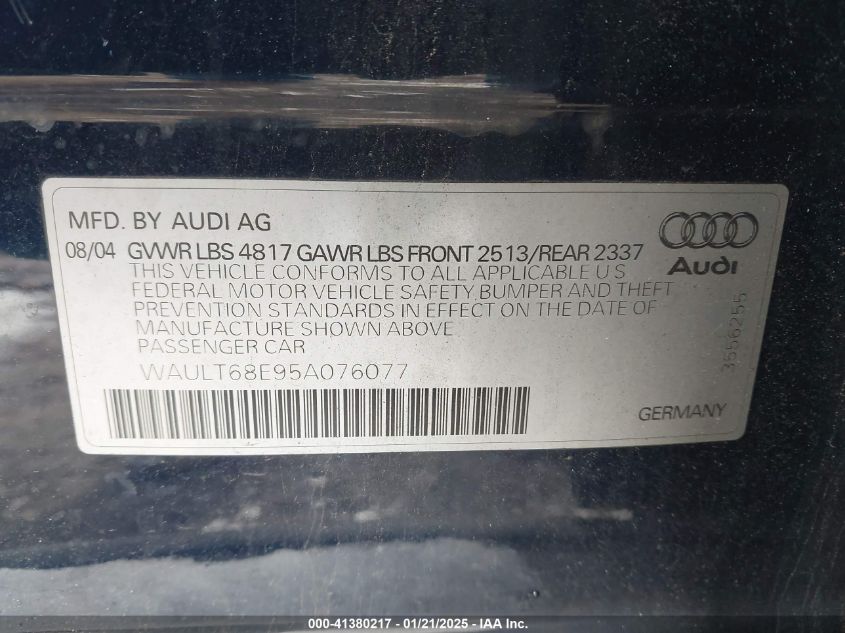 MFD. BY AUDI AG
08/04 GVWR LBS 4817 GAWR LBS FRONT 2513/REAR 2337
THIS VEHICLE CONFORMS TO ALL APPLICABLE U S
FEDERAL MOTOR VEHICLE SAFETY, BUMPER AND THEFT
PREVENTION STANDARDS IN EFFECT ON THE DATE OF
MANUFACTURE SHOWN ABOVE
PASSENGER CAR
WAULT68E95A076077
Audi
3556255
GERMANY
000-41380217 - 01/21/2025 - IAA Inc.